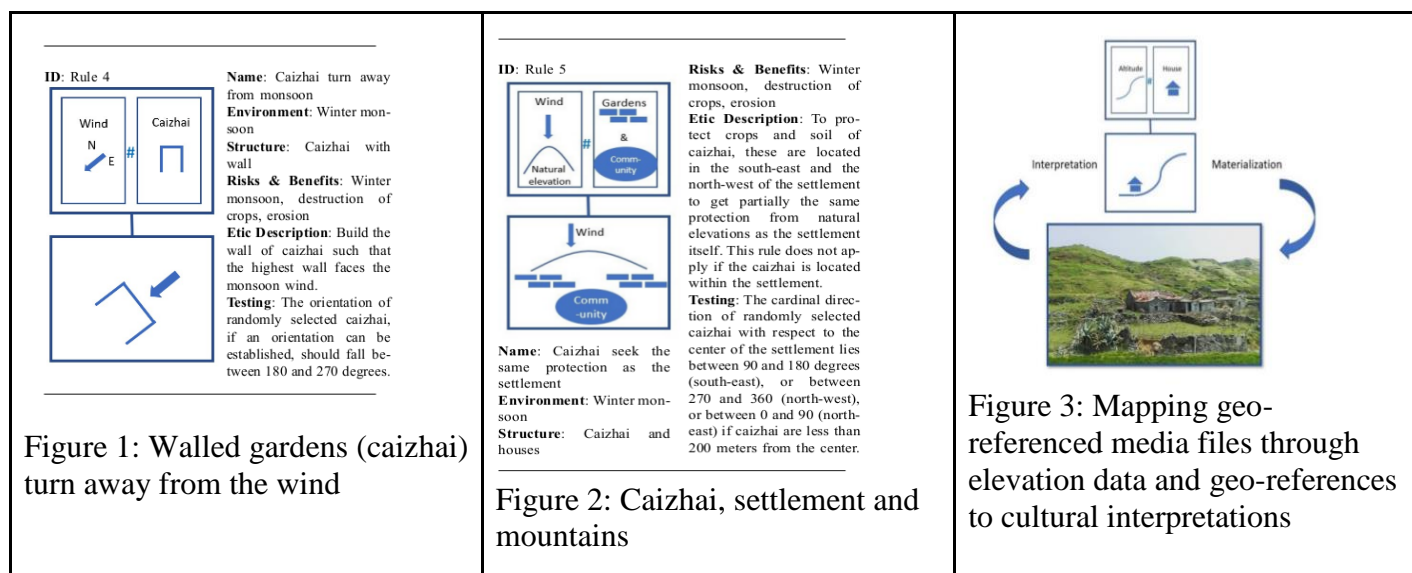 ID: Rule 4
Wind
N
E
#
Caizhai
Name: Caizhai turn away
from monsoon
Environment: Winter mon-
soon
Structure: Caizhai with
wall
Risks & Benefits: Winter
monsoon, destruction of
crops, erosion
Etic Description: Build the
wall of caizhai such that
the highest wall faces the
monsoon wind.
Testing: The orientation of
randomly selected caizhai,
if an orientation can be
established, should fall be-
tween 180 and 270 degrees.
Figure 1: Walled gardens (caizhai)
turn away from the wind
ID: Rule 5
Wind
Natural
elevation
#
Gardens
&
Comm-
unity
Wind
Comm
-unity
Name: Caizhai seek the
same protection as the
settlement
Environment: Winter mon-
soon
Structure: Caizhai and
houses
Risks & Benefits: Winter
monsoon, destruction of
crops, erosion
Etic Description: To pro-
tect crops and soil of
caizhai, these are located
in the south-east and the
north-west of the settlement
to get partially the same
protection from natural
elevations as the settlement
itself. This rule does not ap-
ply if the caizhai is located
within the settlement.
Testing: The cardinal direc-
tion of randomly selected
caizhai with respect to the
center of the settlement lies
between 90 and 180 degrees
(south-east), or between
270 and 360 (north-west),
or between 0 and 90 (north-
east) if caizhai are less than
200 meters from the center.
Figure 2: Caizhai, settlement and
mountains
Altitude
#
House
Interpretation
Materialization
Figure 3: Mapping geo-
referenced media files through
elevation data and geo-references
to cultural interpretations